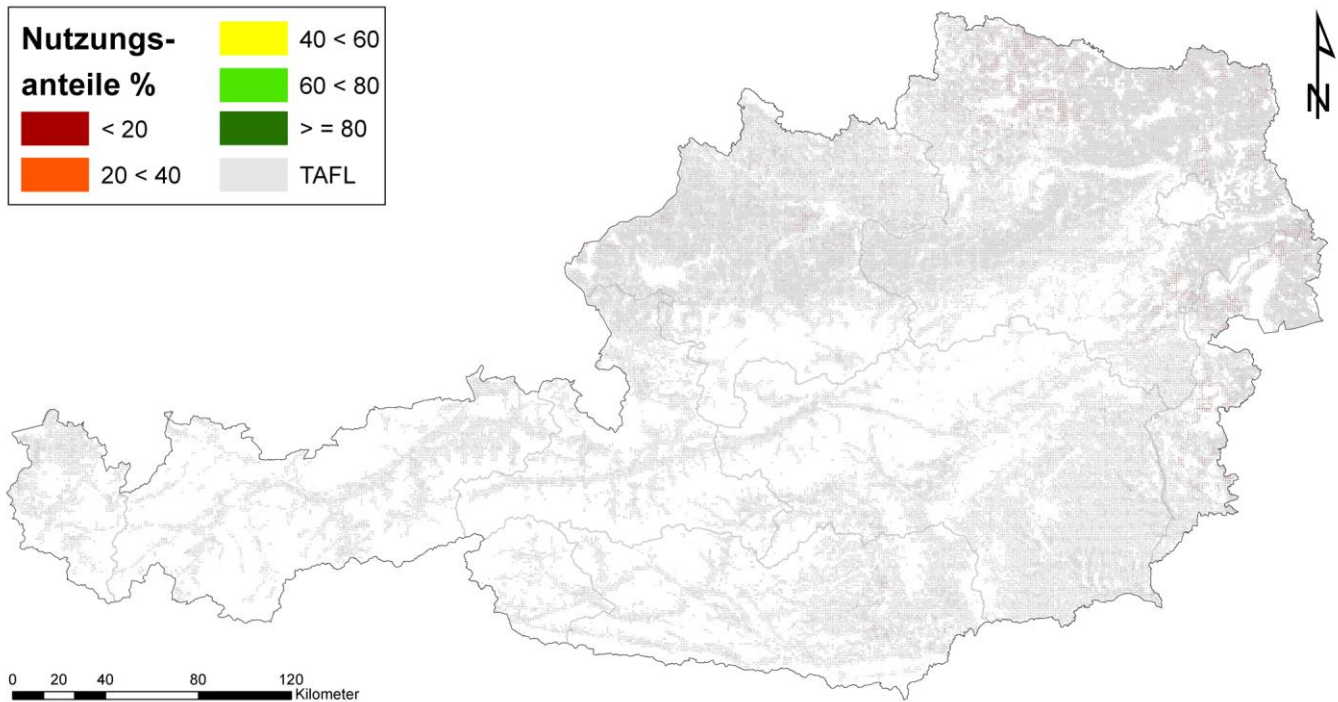 Nutzungs-
anteile %
< 20
20 < 40
40 < 60
60 < 80
> = 80
TAFL
N
0 20 40 80 120
Kilometer